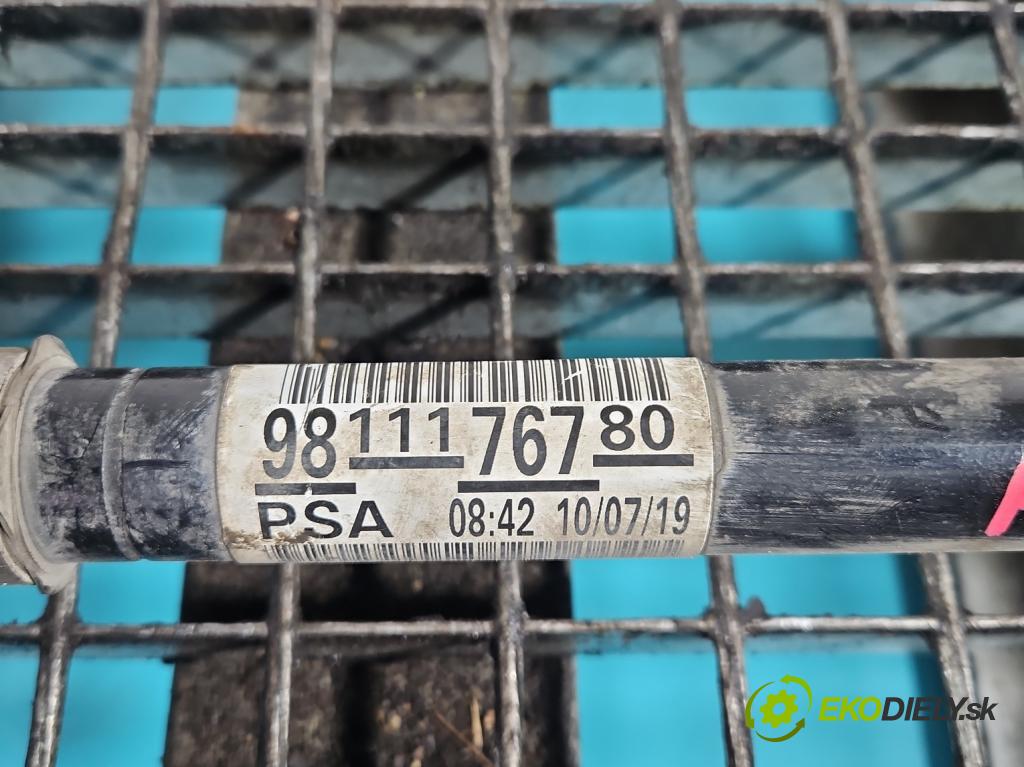 98 111 767 80
PSA 08:42 10/07/19
A
EKODIELY.sk